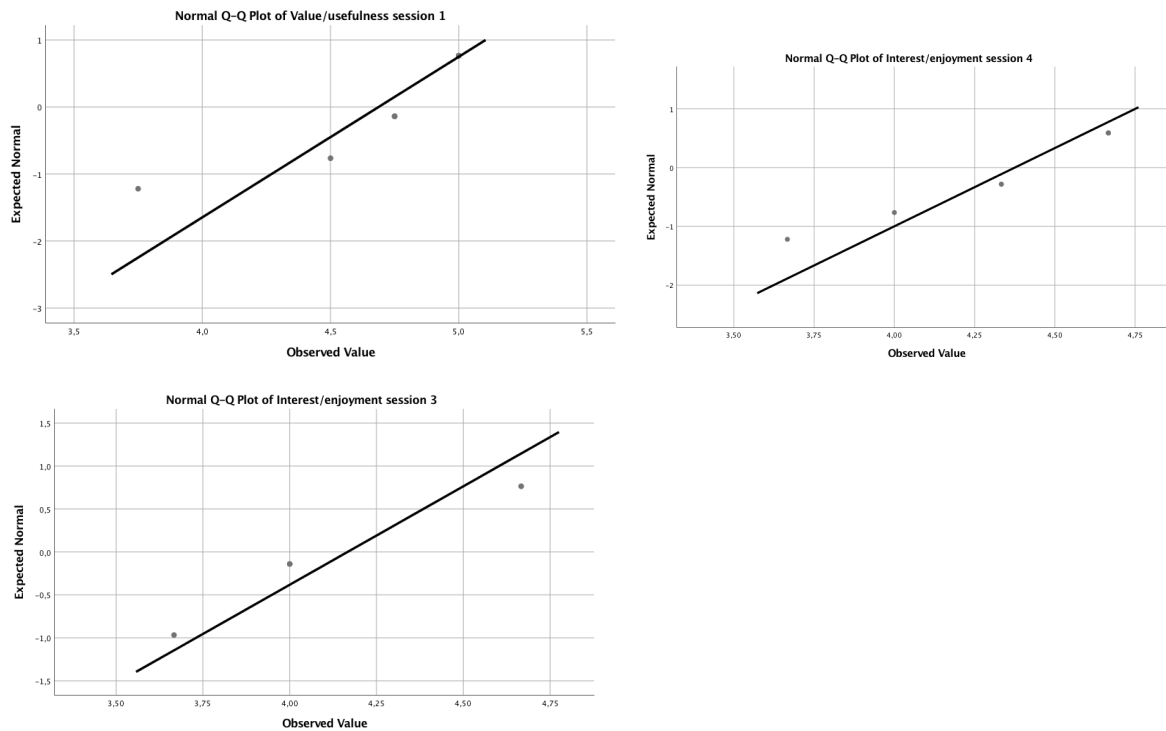 Normal Q-Q Plot of Value/usefulness session 1
Expected Normal
1
0
-1
-2
-3
3,5 4,0 4,5 5,0 5,5
Observed Value
Normal Q-Q Plot of Interest/enjoyment session 4
Expected Normal
1
0
-1
-2
3,50 3,75 4,00 4,25 4,50 4,75
Observed Value
Normal Q-Q Plot of Interest/enjoyment session 3
Expected Normal
1,5
1,0
0,5
0,0
-0,5
-1,0
-1,5
3,50 3,75 4,00 4,25 4,50 4,75
Observed Value